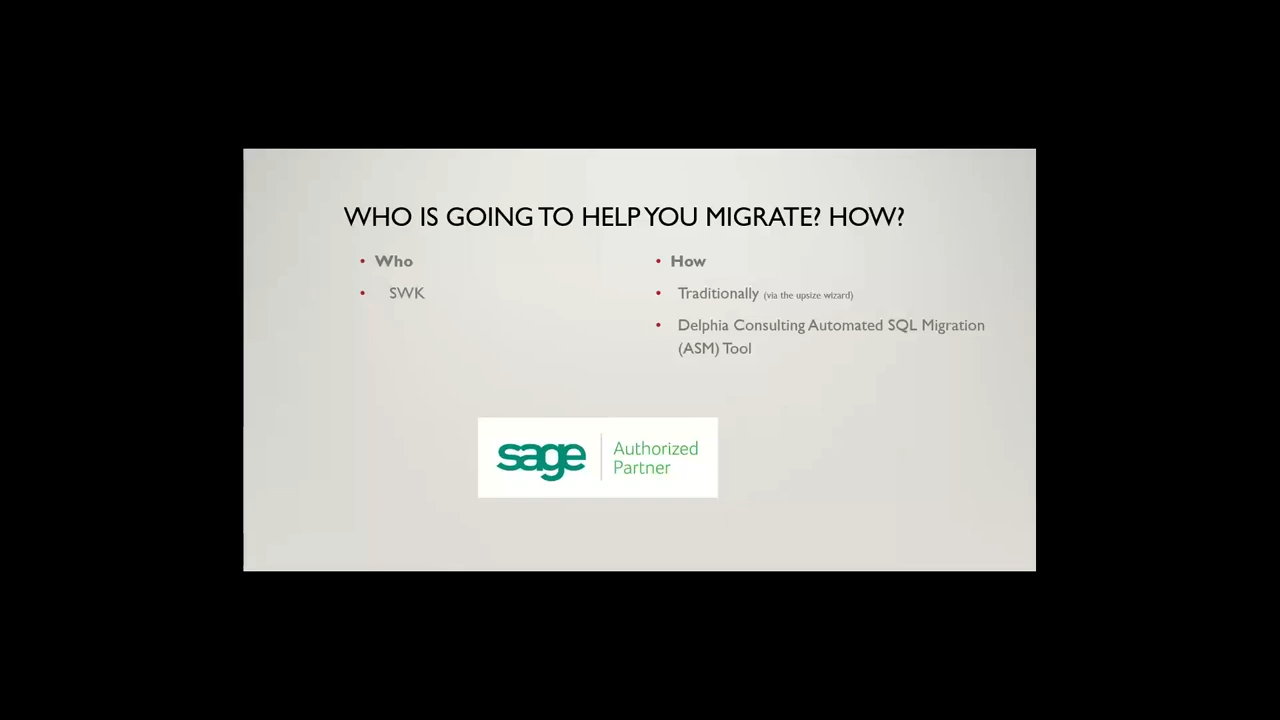 WHO IS GOING TO HELP YOU MIGRATE? HOW?
• Who
• SWK
• How
• Traditionally (via the upsize wizard)
• Delphia Consulting Automated SQL Migration
(ASM) Tool
sage
Authorized
Partner